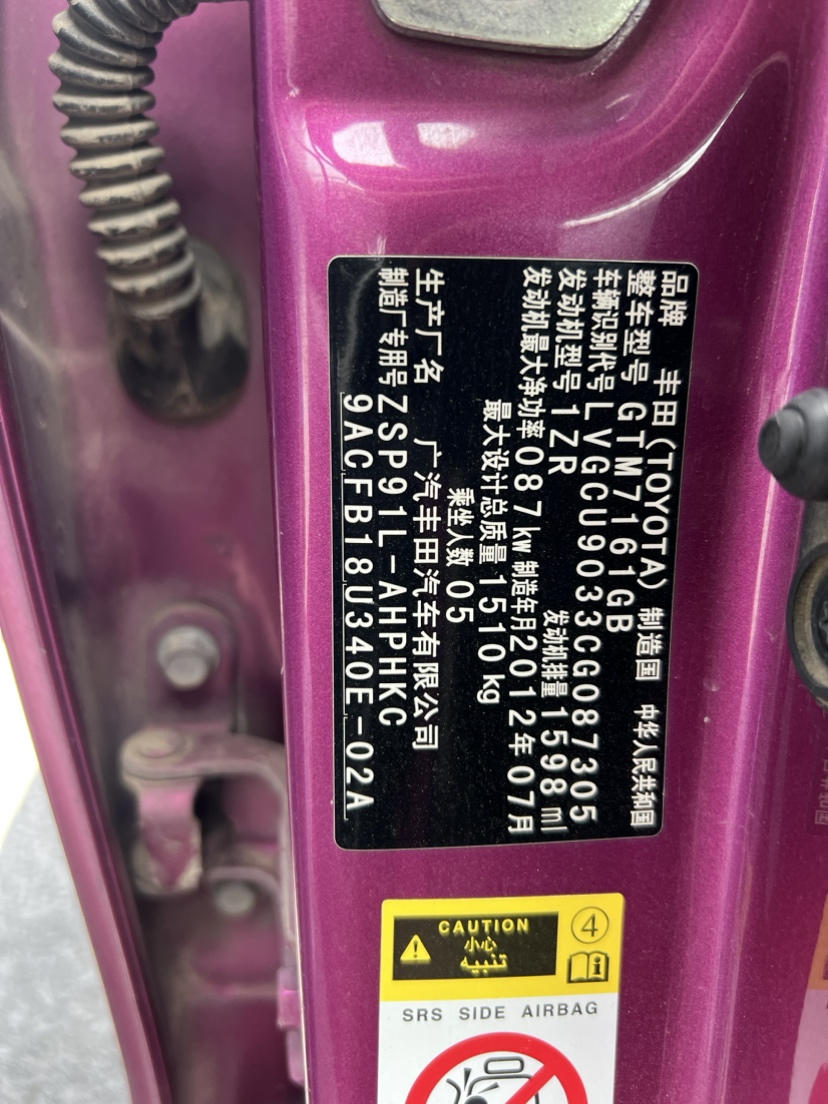 品牌 丰田(TOYOTA) 制造国 中华人民共和国
整车型号 GTM7161GB
车辆识别代号 LVGCU9033CG087305
发动机型号 1ZR 发动机排量 1598 ml
发动机最大净功率 087 kw 制造年月 2012年07月
最大设计总质量 1510 kg
乘坐人数 05
生产厂名 广汽丰田汽车有限公司
制造厂专用号 ZSP91L-AHPHKC
9ACFB18U340E-02A
CAUTION
小心
تنبيه
4
i
SRS SIDE AIRBAG